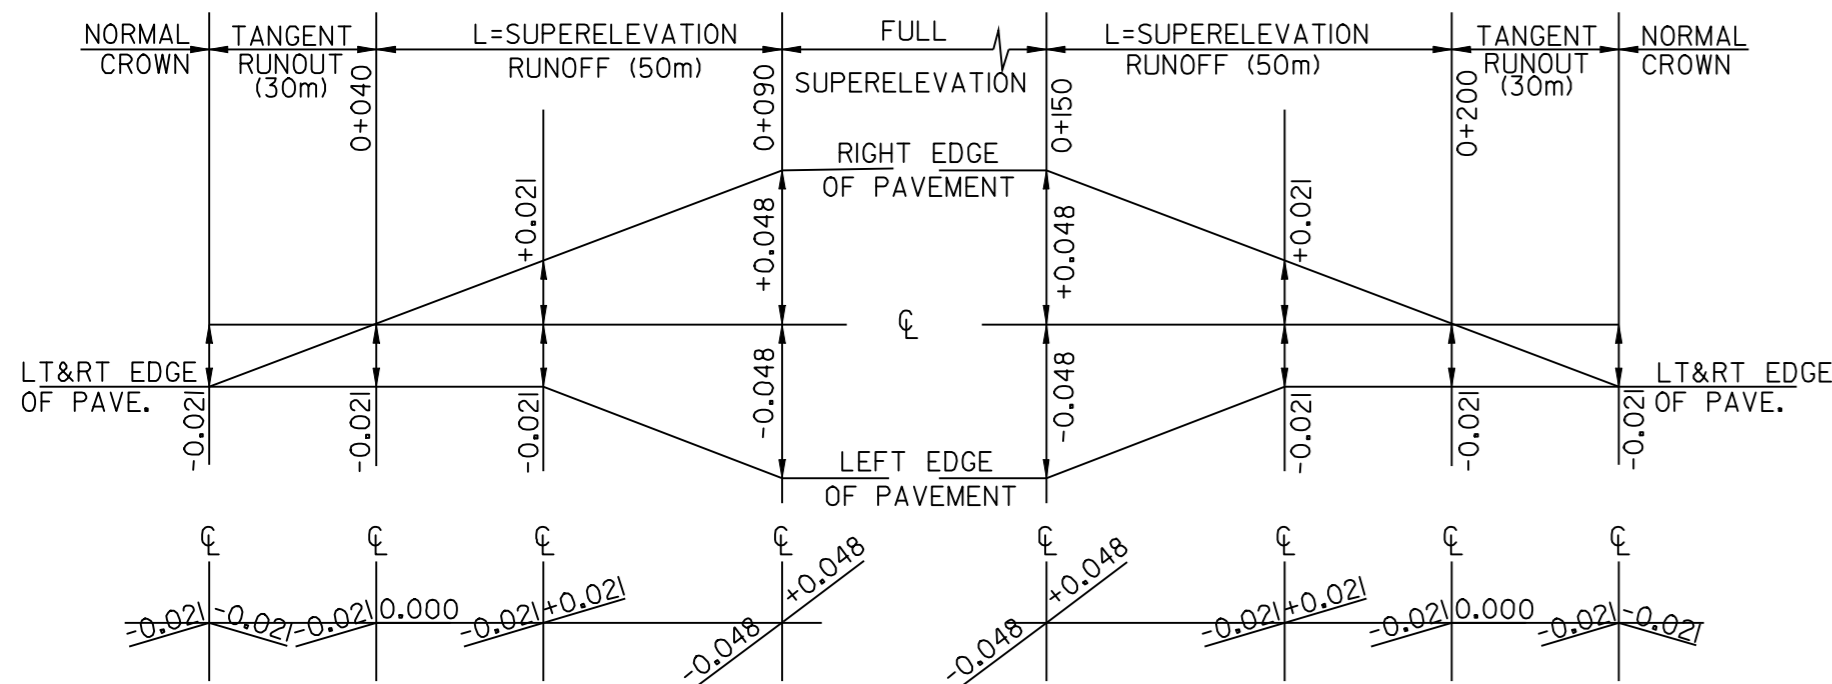 NORMAL
CROWN
TANGENT
RUNOUT
(30m)
0+040
L=SUPERELEVATION
RUNOFF (50m)
0+090
FULL
SUPERELEVATION
0+150
L=SUPERELEVATION
RUNOFF (50m)
0+200
TANGENT
RUNOUT
(30m)
NORMAL
CROWN
RIGHT EDGE
OF PAVEMENT
+0.021
+0.048
+0.048
+0.021
℄
LT&RT EDGE
OF PAVE.
-0.021
-0.021
-0.021
-0.048
-0.048
-0.021
-0.021
-0.021
LT&RT EDGE
OF PAVE.
LEFT EDGE
OF PAVEMENT
℄ ℄ ℄ ℄ ℄ ℄ ℄ ℄
-0.021 -0.021
-0.021 0.000
-0.021 +0.021
-0.048 +0.048
-0.048 +0.048
-0.021 +0.021
-0.021 0.000
-0.021 -0.021